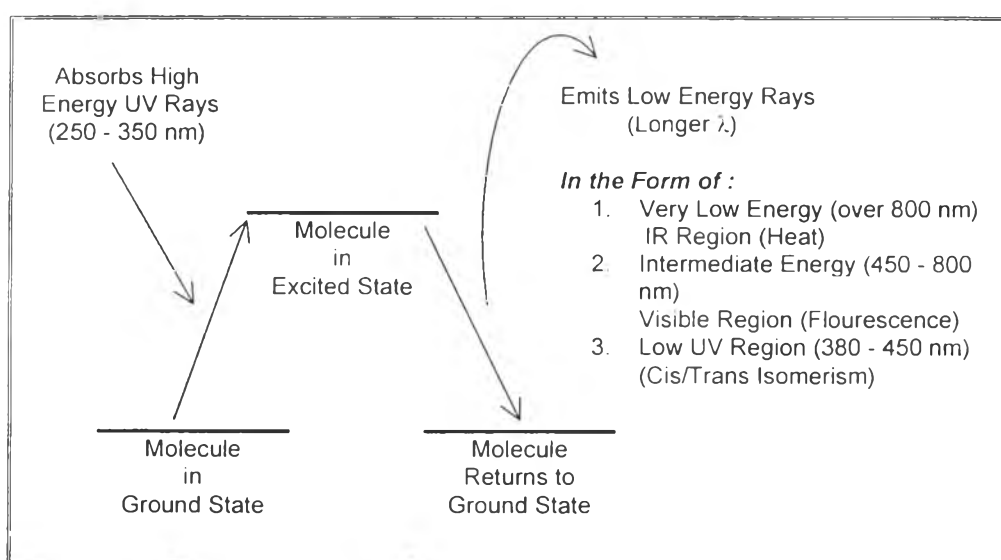 Absorbs High
Energy UV Rays
(250 - 350 nm)
Emits Low Energy Rays
(Longer λ)
In the Form of :
1. Very Low Energy (over 800 nm)
IR Region (Heat)
2. Intermediate Energy (450 - 800
nm)
Visible Region (Flourescence)
3. Low UV Region (380 - 450 nm)
(Cis/Trans Isomerism)
Molecule
in
Excited State
Molecule
in
Ground State
Molecule
Returns to
Ground State